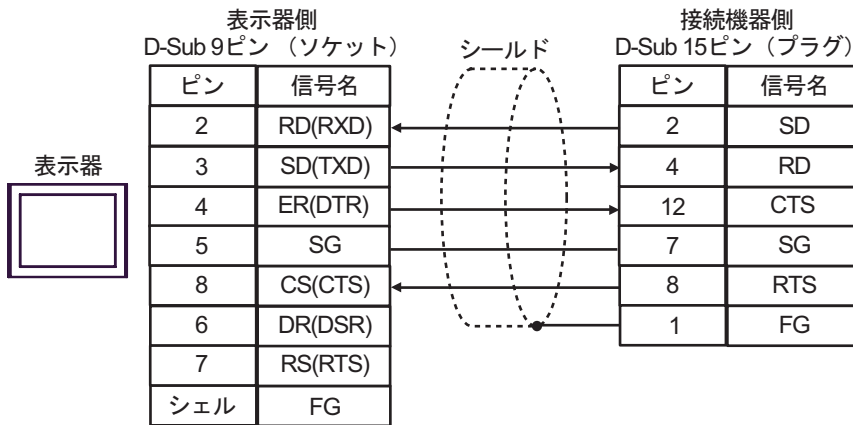 表示器側
D-Sub 9ピン （ソケット）
シールド
接続機器側
D-Sub 15ピン（プラグ）
表示器
ピン 信号名
2 RD(RXD)
3 SD(TXD)
4 ER(DTR)
5 SG
8 CS(CTS)
6 DR(DSR)
7 RS(RTS)
シェル FG
ピン 信号名
2 SD
4 RD
12 CTS
7 SG
8 RTS
1 FG